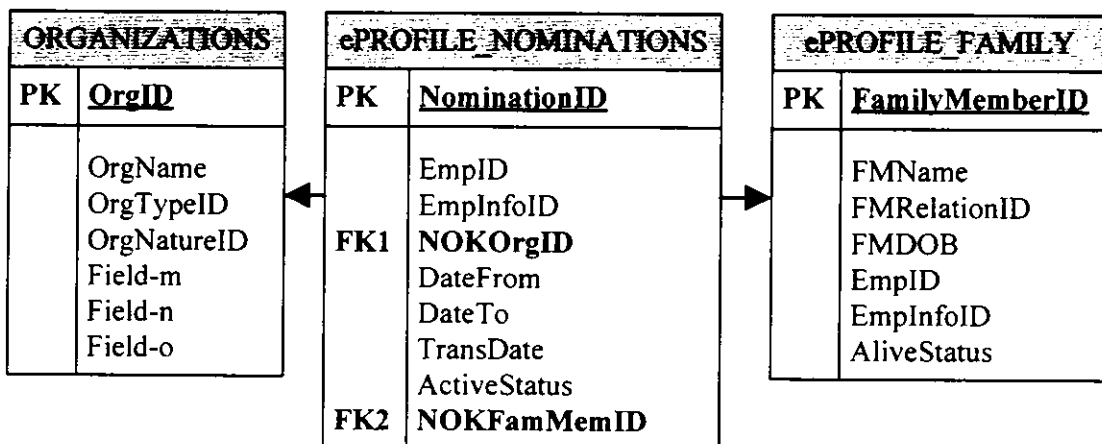 ORGANIZATIONS
PK OrgID
OrgName
OrgTypeID
OrgNatureID
Field-m
Field-n
Field-o
ePROFILE_NOMINATIONS
PK NominationID
EmpID
EmpInfoID
FK1 NOKOrgID
DateFrom
DateTo
TransDate
ActiveStatus
FK2 NOKFamMemID
ePROFILE_FAMILY
PK FamilyMemberID
FMName
FMRelationID
FMDOB
EmpID
EmpInfoID
AliveStatus